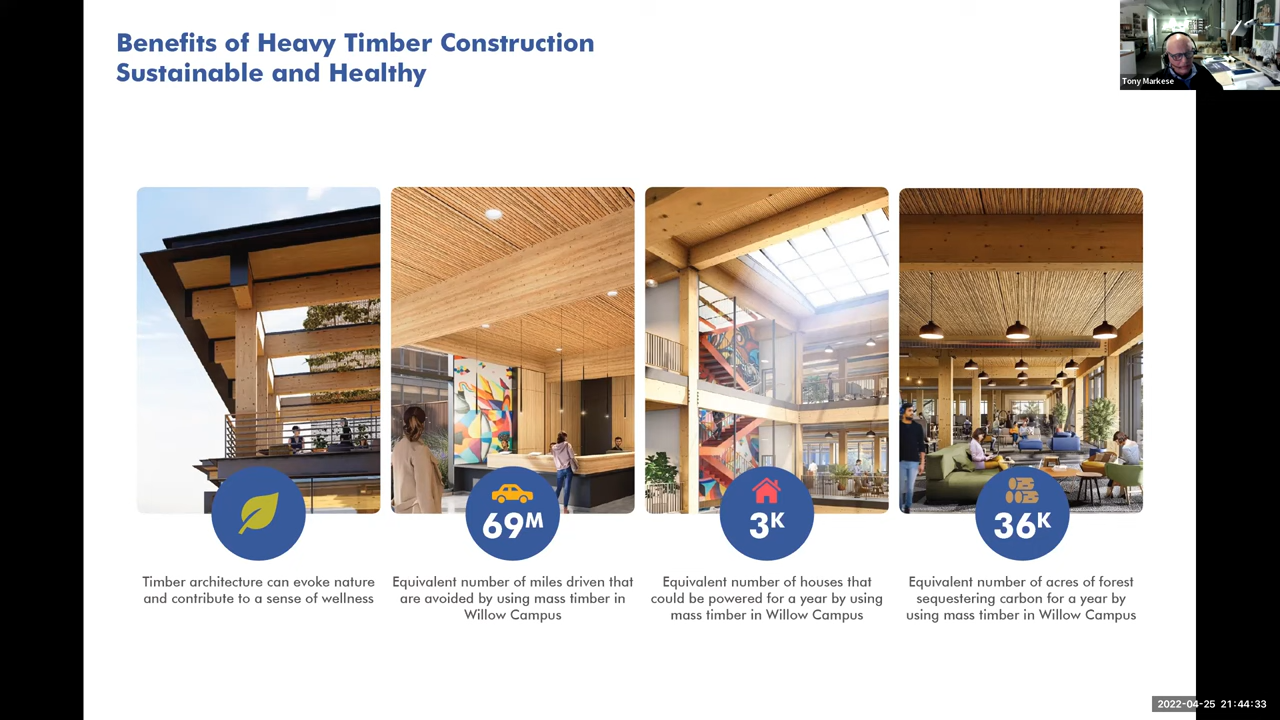 Benefits of Heavy Timber Construction
Sustainable and Healthy
Tony Markese
69M
3K
36K
Timber architecture can evoke nature
and contribute to a sense of wellness
Equivalent number of miles driven that
are avoided by using mass timber in
Willow Campus
Equivalent number of houses that
could be powered for a year by using
mass timber in Willow Campus
Equivalent number of acres of forest
sequestering carbon for a year by
using mass timber in Willow Campus
2022-04-25 21:44:33